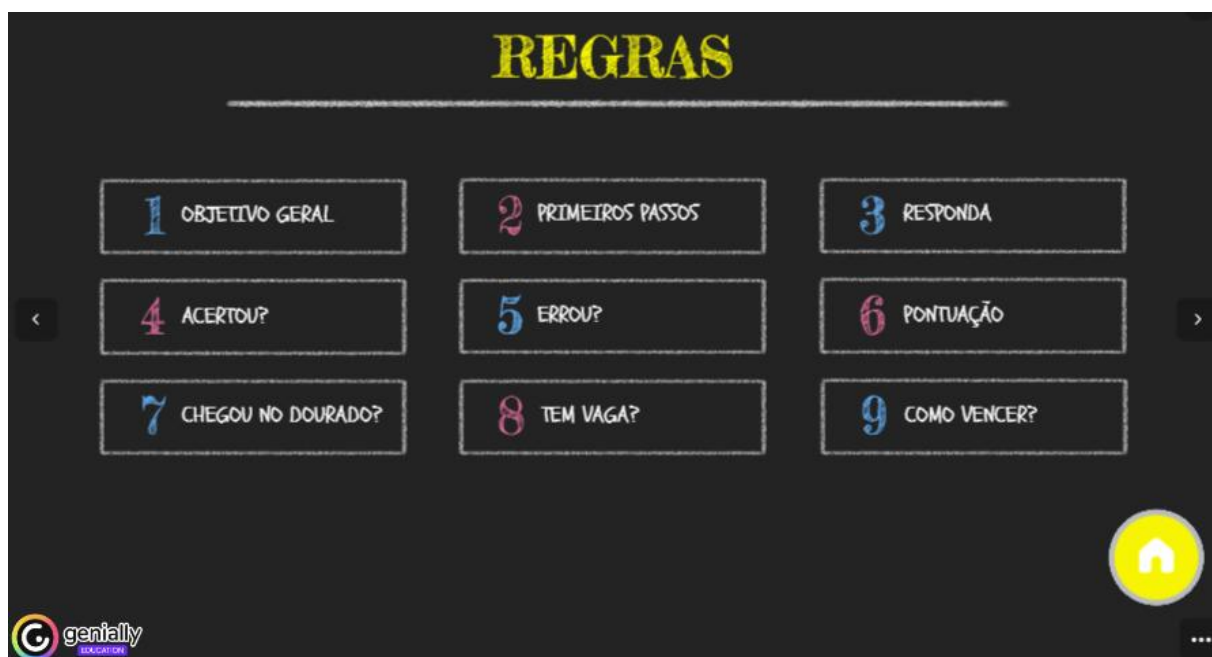 REGRAS
1 OBJETIVO GERAL
2 PRIMEIROS PASSOS
3 RESPONDA
4 ACERTOU?
5 ERROU?
6 PONTUAÇÃO
7 CHEGOU NO DOURADO?
8 TEM VAGA?
9 COMO VENCER?
genially
EDUCATION